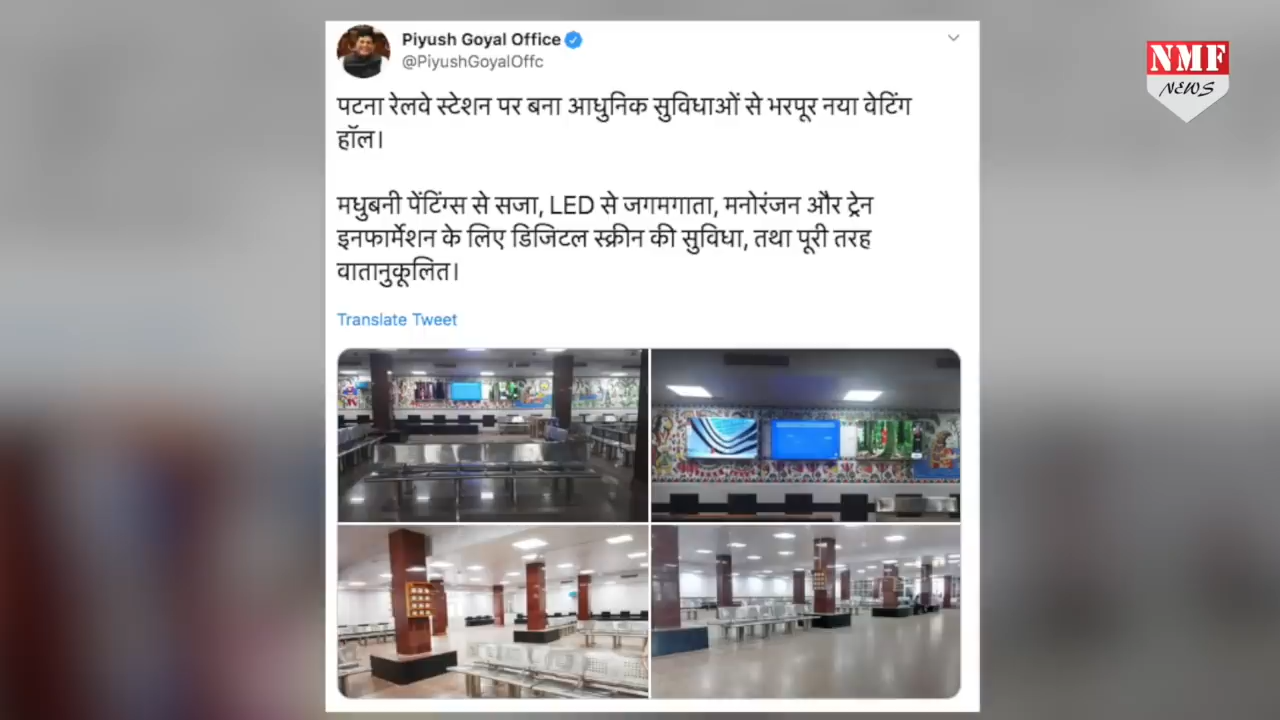 Piyush Goyal Office
@PiyushGoyalOffc
पटना रेलवे स्टेशन पर बना आधुनिक सुविधाओं से भरपूर नया वेटिंग
हॉल।
मधुबनी पेंटिंग्स से सजा, LED से जगमगाता, मनोरंजन और ट्रेन
इनफार्मेशन के लिए डिजिटल स्क्रीन की सुविधा, तथा पूरी तरह
वातानुकूलित।
Translate Tweet
NMF
NEWS